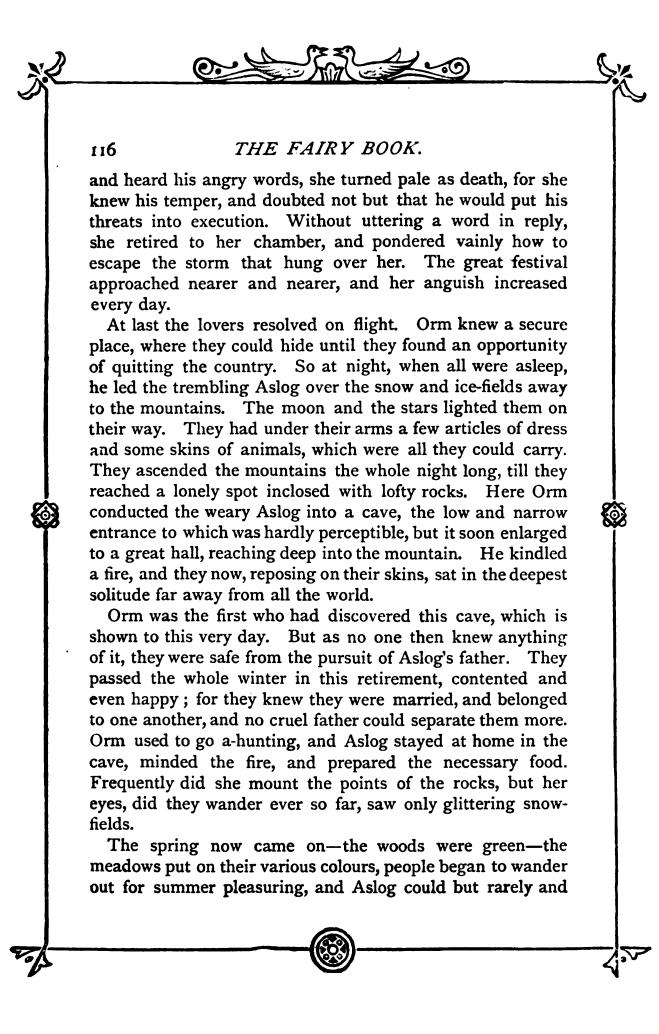 116 THE FAIRY BOOK.
and heard his angry words, she turned pale as death, for she
knew his temper, and doubted not but that he would put his
threats into execution. Without uttering a word in reply,
she retired to her chamber, and pondered vainly how to
escape the storm that hung over her. The great festival
approached nearer and nearer, and her anguish increased
every day.
At last the lovers resolved on flight. Orm knew a secure
place, where they could hide until they found an opportunity
of quitting the country. So at night, when all were asleep,
he led the trembling Aslog over the snow and ice-fields away
to the mountains. The moon and the stars lighted them on
their way. They had under their arms a few articles of dress
and some skins of animals, which were all they could carry.
They ascended the mountains the whole night long, till they
reached a lonely spot inclosed with lofty rocks. Here Orm
conducted the weary Aslog into a cave, the low and narrow
entrance to which was hardly perceptible, but it soon enlarged
to a great hall, reaching deep into the mountain. He kindled
a fire, and they now, reposing on their skins, sat in the deepest
solitude far away from all the world.
Orm was the first who had discovered this cave, which is
shown to this very day. But as no one then knew anything
of it, they were safe from the pursuit of Aslog's father. They
passed the whole winter in this retirement, contented and
even happy; for they knew they were married, and belonged
to one another, and no cruel father could separate them more.
Orm used to go a-hunting, and Aslog stayed at home in the
cave, minded the fire, and prepared the necessary food.
Frequently did she mount the points of the rocks, but her
eyes, did they wander ever so far, saw only glittering snow-
fields.
The spring now came on—the woods were green—the
meadows put on their various colours, people began to wander
out for summer pleasuring, and Aslog could but rarely and